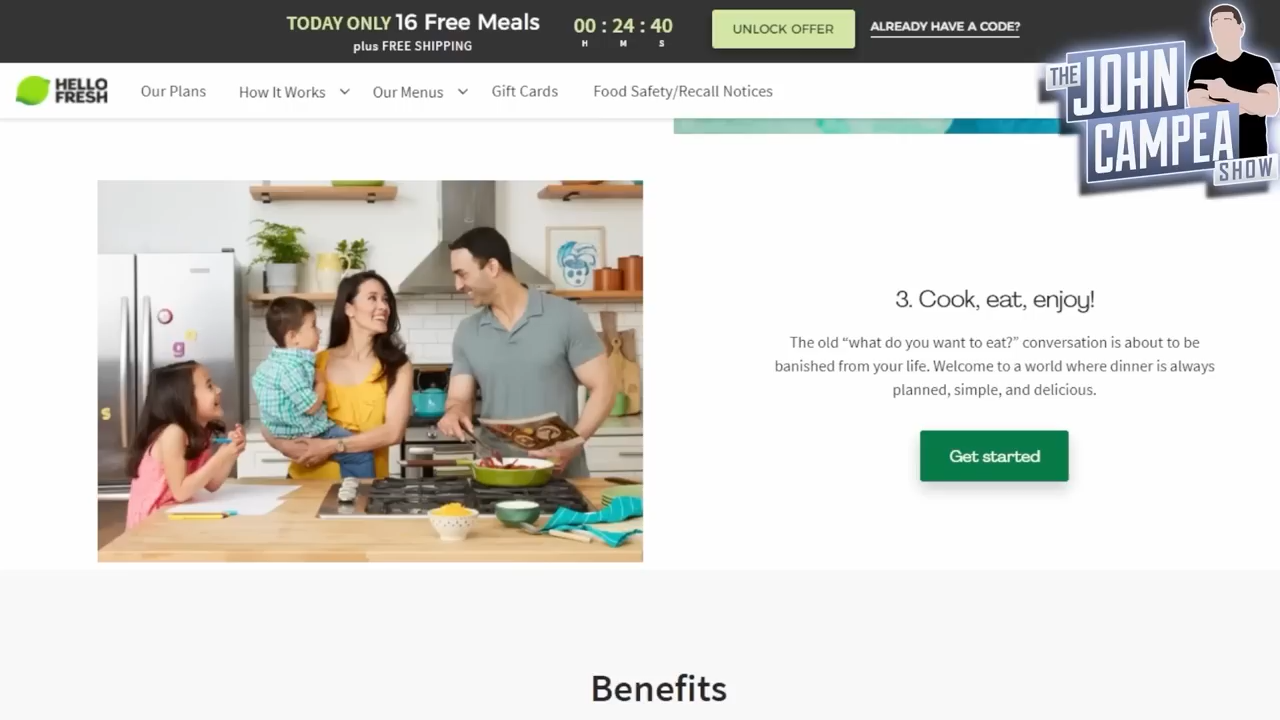 TODAY ONLY 16 Free Meals
plus FREE SHIPPING
00 : 24 : 40
H : M : S
UNLOCK OFFER
ALREADY HAVE A CODE?
THE
JOHN
CAMPEA
SHOW
HELLO
FRESH
Our Plans
How It Works
Our Menus
Gift Cards
Food Safety/Recall Notices
g
s
3. Cook, eat, enjoy!
The old “what do you want to eat?” conversation is about to be
banished from your life. Welcome to a world where dinner is always
planned, simple, and delicious.
Get started
Benefits